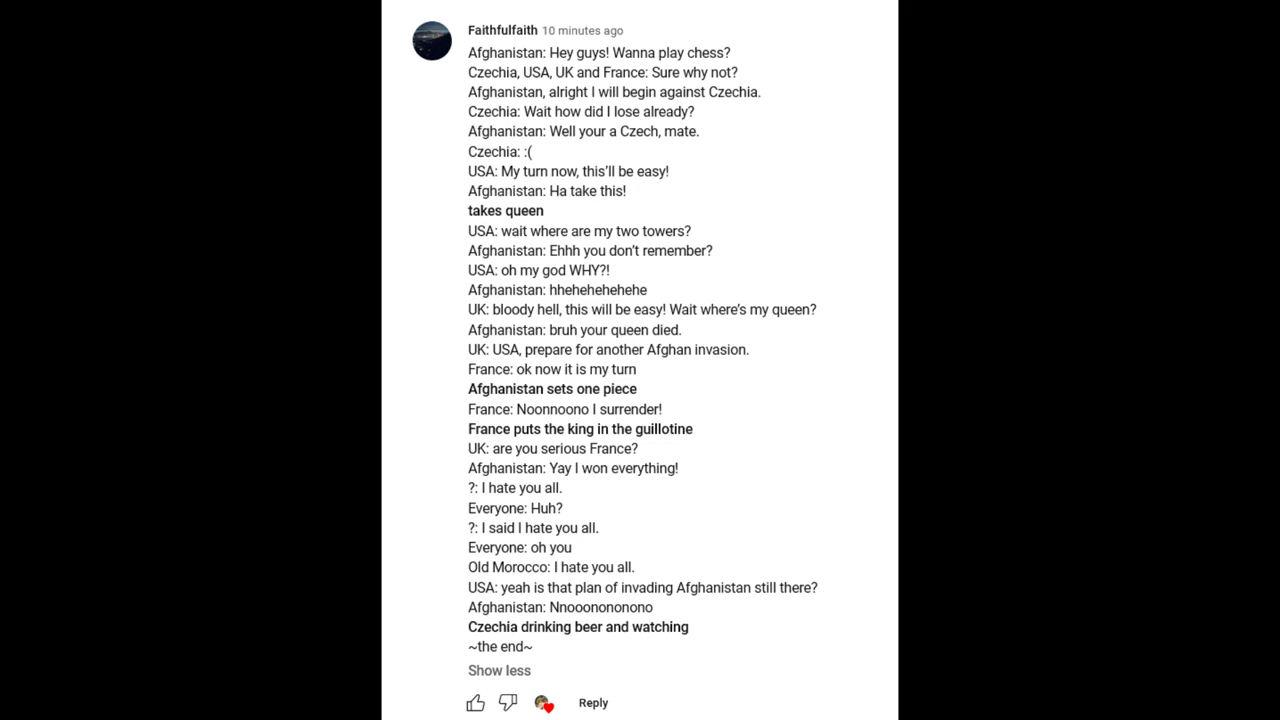 Faithfulfaith 10 minutes ago
Afghanistan: Hey guys! Wanna play chess?
Czechia, USA, UK and France: Sure why not?
Afghanistan, alright I will begin against Czechia.
Czechia: Wait how did I lose already?
Afghanistan: Well your a Czech, mate.
Czechia: :(
USA: My turn now, this'll be easy!
Afghanistan: Ha take this!
takes queen
USA: wait where are my two towers?
Afghanistan: Ehhh you don't remember?
USA: oh my god WHY?!
Afghanistan: hhehehehehehe
UK: bloody hell, this will be easy! Wait where's my queen?
Afghanistan: bruh your queen died.
UK: USA, prepare for another Afghan invasion.
France: ok now it is my turn
Afghanistan sets one piece
France: Noonnoono I surrender!
France puts the king in the guillotine
UK: are you serious France?
Afghanistan: Yay I won everything!
?: I hate you all.
Everyone: Huh?
?: I said I hate you all.
Everyone: oh you
Old Morocco: I hate you all.
USA: yeah is that plan of invading Afghanistan still there?
Afghanistan: Nnooonononono
Czechia drinking beer and watching
~the end~
Show less
Reply